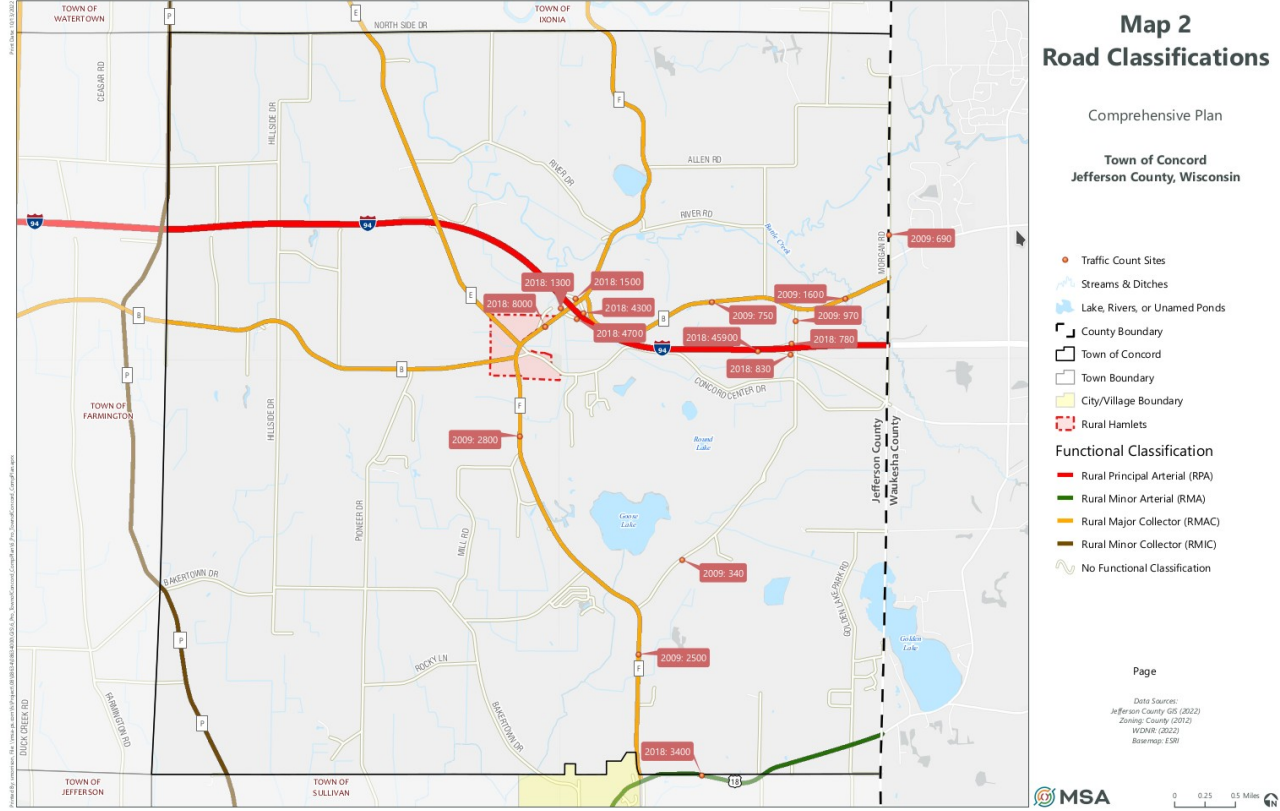 Map 2
Road Classifications
Comprehensive Plan
Town of Concord
Jefferson County, Wisconsin
Traffic Count Sites
Streams & Ditches
Lake, Rivers, or Unamed Ponds
County Boundary
Town of Concord
Town Boundary
City/Village Boundary
Rural Hamlets
Functional Classification
Rural Principal Arterial (RPA)
Rural Minor Arterial (RMA)
Rural Major Collector (RMAC)
Rural Minor Collector (RMIC)
No Functional Classification
Page
Data Sources:
Jefferson County GIS (2022)
Zoning: County (2012)
WDNR: (2022)
Basemap: ESRI
MSA
0 0.25 0.5 Miles
TOWN OF
WATERTOWN
P
E
TOWN OF
IXONIA
NORTH SIDE DR
CEASAR RD
HILLSIDE DR
F
ALLEN RD
RIVER DR
RIVER RD
94
94
MORGAN RD
2009: 690
2018: 1300
2018: 1500
E
2018: 8000
2018: 4300
2009: 1600
B
B
2009: 750
2009: 970
2018: 4700
2018: 45900
2018: 780
94
2018: 830
B
P
CONCORD CENTER DR
F
TOWN OF
FARMINGTON
HILLSIDE DR
2009: 2800
Round
Lake
Jefferson County
Waukesha County
PIONEER DR
MILL RD
Goose
Lake
BAKERTOWN DR
2009: 340
GOLDEN LAKE PARK RD
P
Golden
Lake
2009: 2500
F
ROCKY LN
DUCK CREEK RD
FARMINGTON RD
P
BAKERTOWN DR
2018: 3400
18
TOWN OF
JEFFERSON
TOWN OF
SULLIVAN